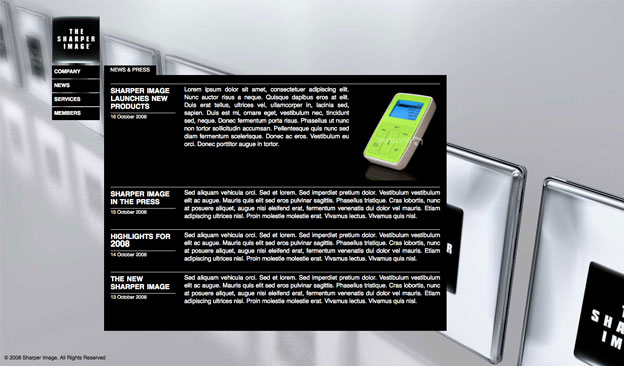 THE
SHARPER
IMAGE
COMPANY
NEWS
SERVICES
MEMBERS
NEWS & PRESS
SHARPER IMAGE
LAUNCHES NEW
PRODUCTS
16 October 2008
Lorem ipsum dolor sit amet, consectetuer adipiscing elit.
Nunc auctor risus a neque. Quisque dapibus eros at elit.
Duis erat tellus, ultrices vel, ullamcorper in, lacinia sed,
sapien. Duis est mi, ornare eget, vestibulum nec, tincidunt
sed, neque. Donec fermentum porta risus. Phasellus ut nunc
non tortor sollicitudin accumsan. Pellentesque quis nunc sed
diam fermentum scelerisque. Donec ac eros. Vestibulum eu
orci. Donec porttitor augue in tortor.
SHARPER IMAGE
IN THE PRESS
15 October 2008
Sed aliquam vehicula orci. Sed et lorem. Sed imperdiet pretium dolor. Vestibulum vestibulum
elit ac augue. Mauris quis elit sed eros pulvinar sagittis. Phasellus tristique. Cras lobortis, nunc
at posuere aliquet, augue nisi eleifend erat, fermentum venenatis dui dolor vel mauris. Etiam
adipiscing ultrices nisl. Proin molestie molestie erat. Vivamus lectus. Vivamus quis nisl.
HIGHLIGHTS FOR
2008
14 October 2008
Sed aliquam vehicula orci. Sed et lorem. Sed imperdiet pretium dolor. Vestibulum vestibulum
elit ac augue. Mauris quis elit sed eros pulvinar sagittis. Phasellus tristique. Cras lobortis, nunc
at posuere aliquet, augue nisi eleifend erat, fermentum venenatis dui dolor vel mauris. Etiam
adipiscing ultrices nisl. Proin molestie molestie erat. Vivamus lectus. Vivamus quis nisl.
THE NEW
SHARPER IMAGE
13 October 2008
Sed aliquam vehicula orci. Sed et lorem. Sed imperdiet pretium dolor. Vestibulum vestibulum
elit ac augue. Mauris quis elit sed eros pulvinar sagittis. Phasellus tristique. Cras lobortis, nunc
at posuere aliquet, augue nisi eleifend erat, fermentum venenatis dui dolor vel mauris. Etiam
adipiscing ultrices nisl. Proin molestie molestie erat. Vivamus lectus. Vivamus quis nisl.
© 2008 Sharper Image, All Rights Reserved